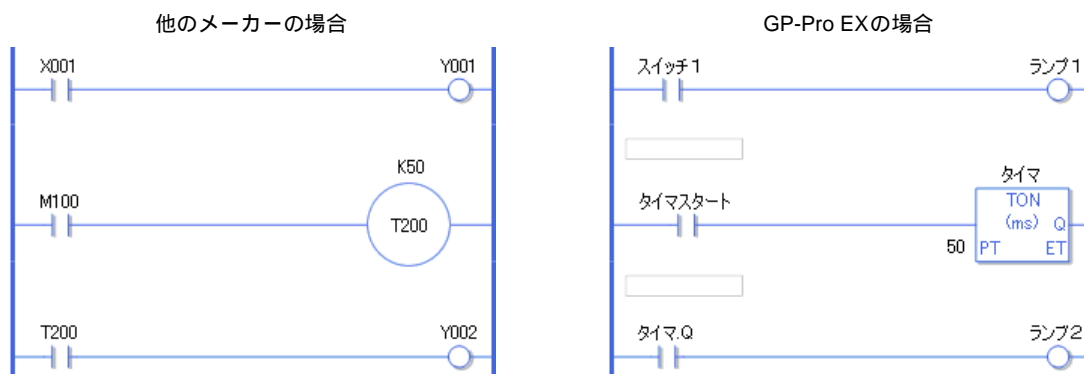 他のメーカーの場合
X001 Y001
K50
M100
T200
T200 Y002
GP-Pro EXの場合
スイッチ1 ランプ1
タイマ
タイマスタート
TON
(ms) Q
50 PT ET
タイマ.Q ランプ2